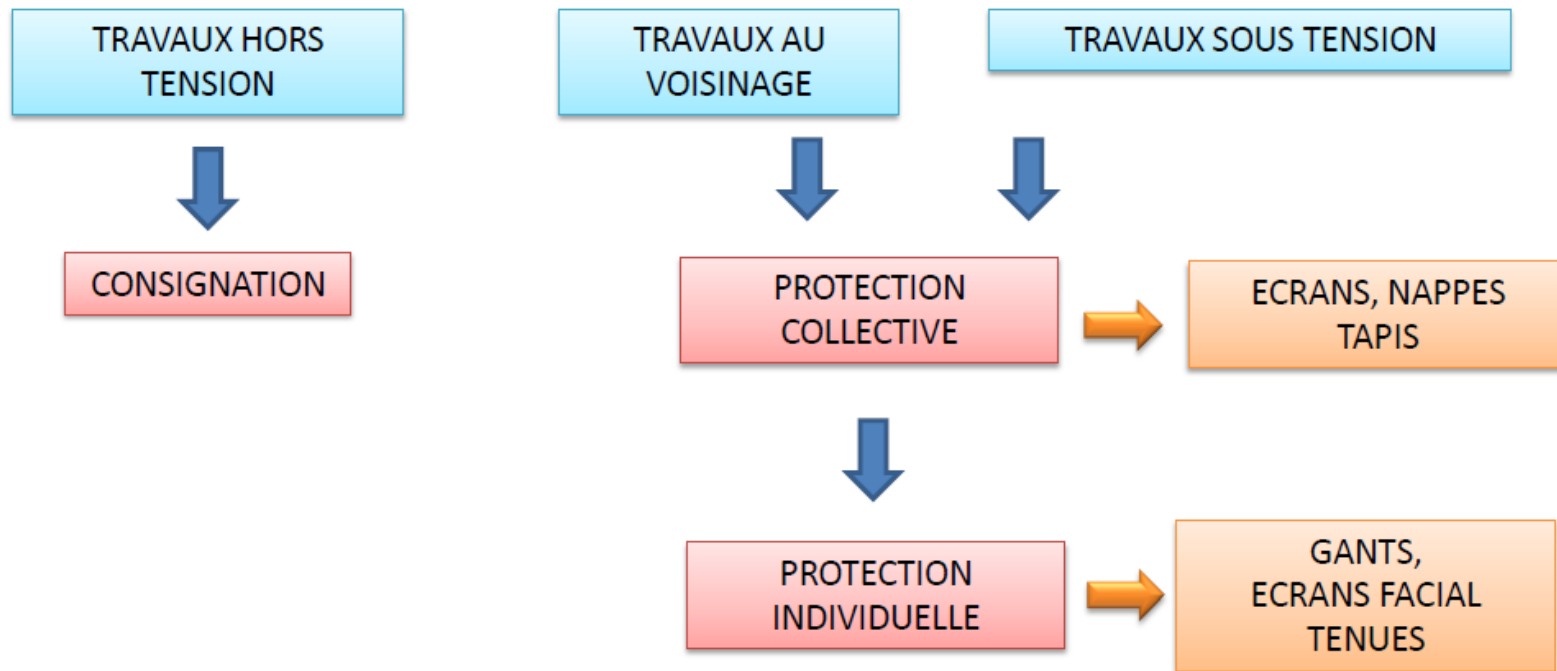 TRAVAUX HORS
TENSION
TRAVAUX AU
VOISINAGE
TRAVAUX SOUS TENSION
CONSIGNATION
PROTECTION
COLLECTIVE
ECRANS, NAPPES
TAPIS
PROTECTION
INDIVIDUELLE
GANTS,
ECRANS FACIAL
TENUES